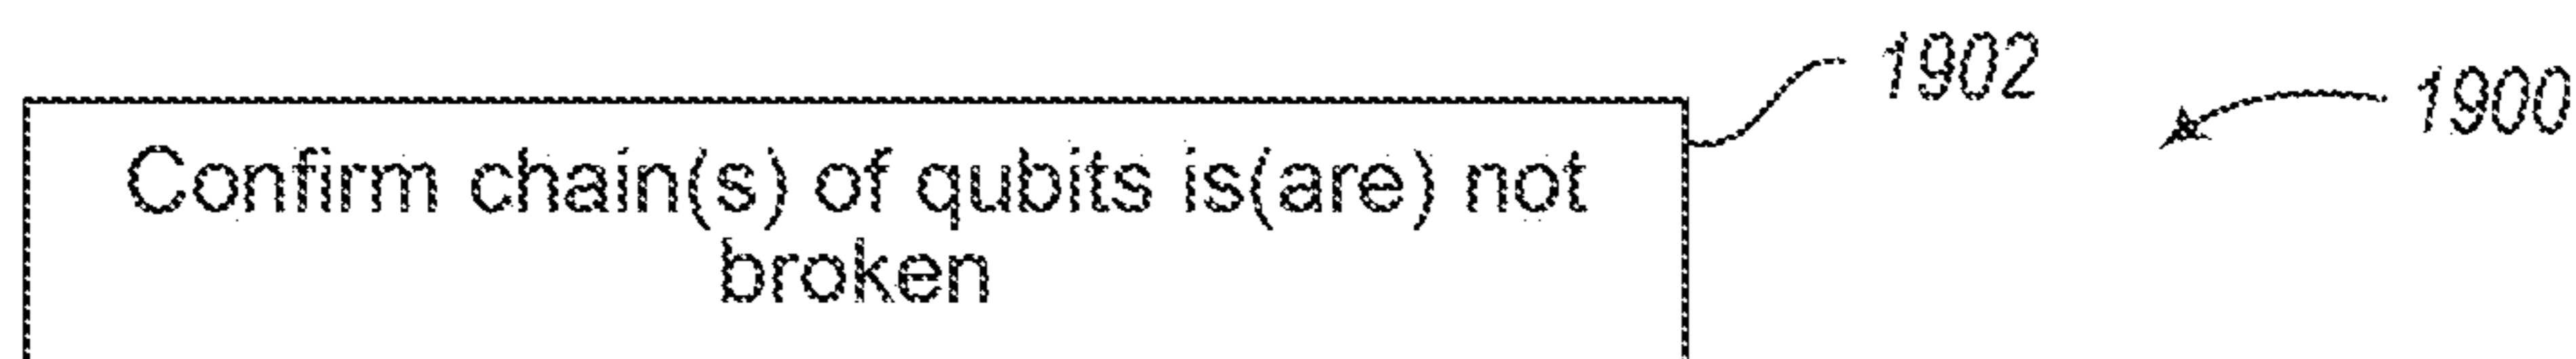 1902
1900
Confirm chain(s) of qubits is(are) not
broken